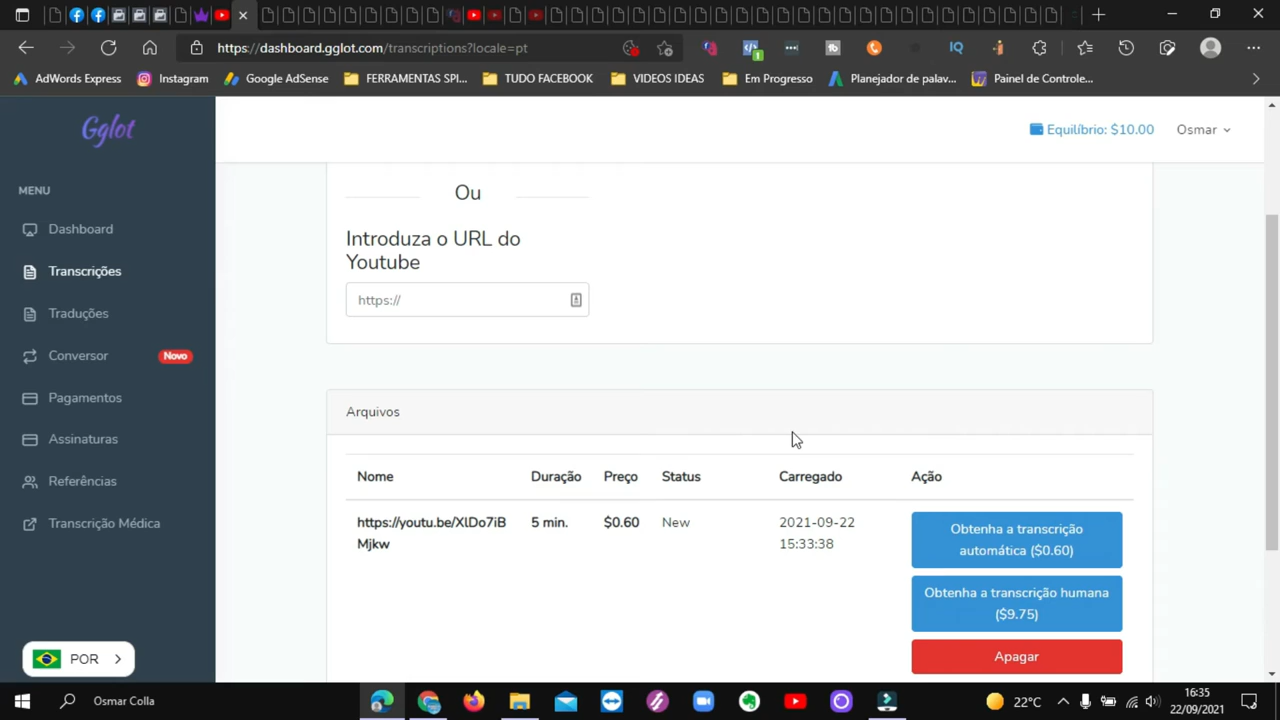 https://dashboard.gglot.com/transcriptions?locale=pt
1
IQ
AdWords Express
Instagram
Google AdSense
FERRAMENTAS SPI...
TUDO FACEBOOK
VIDEOS IDEAS
Em Progresso
Planejador de palav...
Painel de Controle...
Gglot
Equilíbrio: $10.00
Osmar
MENU
Dashboard
Transcrições
Traduções
Conversor
Novo
Pagamentos
Assinaturas
Referências
Transcrição Médica
POR
Ou
Introduza o URL do
Youtube
https://
Arquivos
Nome
Duração
Preço
Status
Carregado
Ação
https://youtu.be/XlDo7iB
Mjkw
5 min.
$0.60
New
2021-09-22
15:33:38
Obtenha a transcrição
automática ($0.60)
Obtenha a transcrição humana
($9.75)
Apagar
Osmar Colla
22°C
16:35
22/09/2021